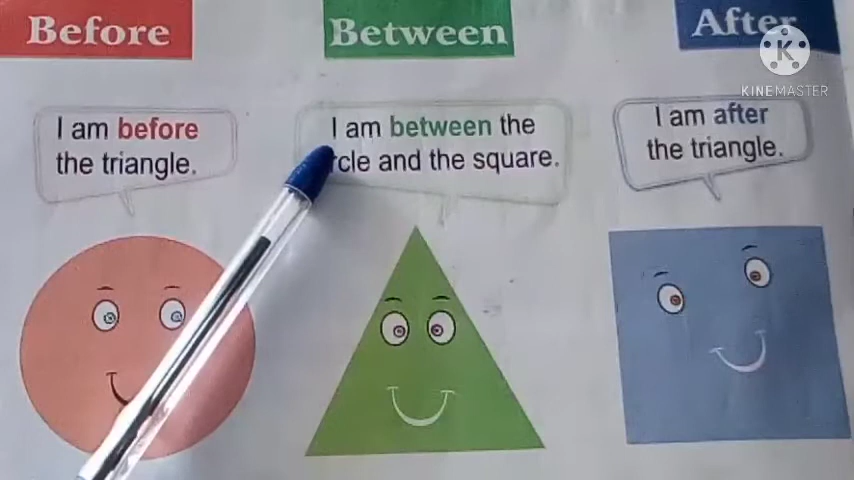 Before
Between
After
KINEMASTER
I am before
the triangle.
I am between the
rcle and the square.
I am after
the triangle.